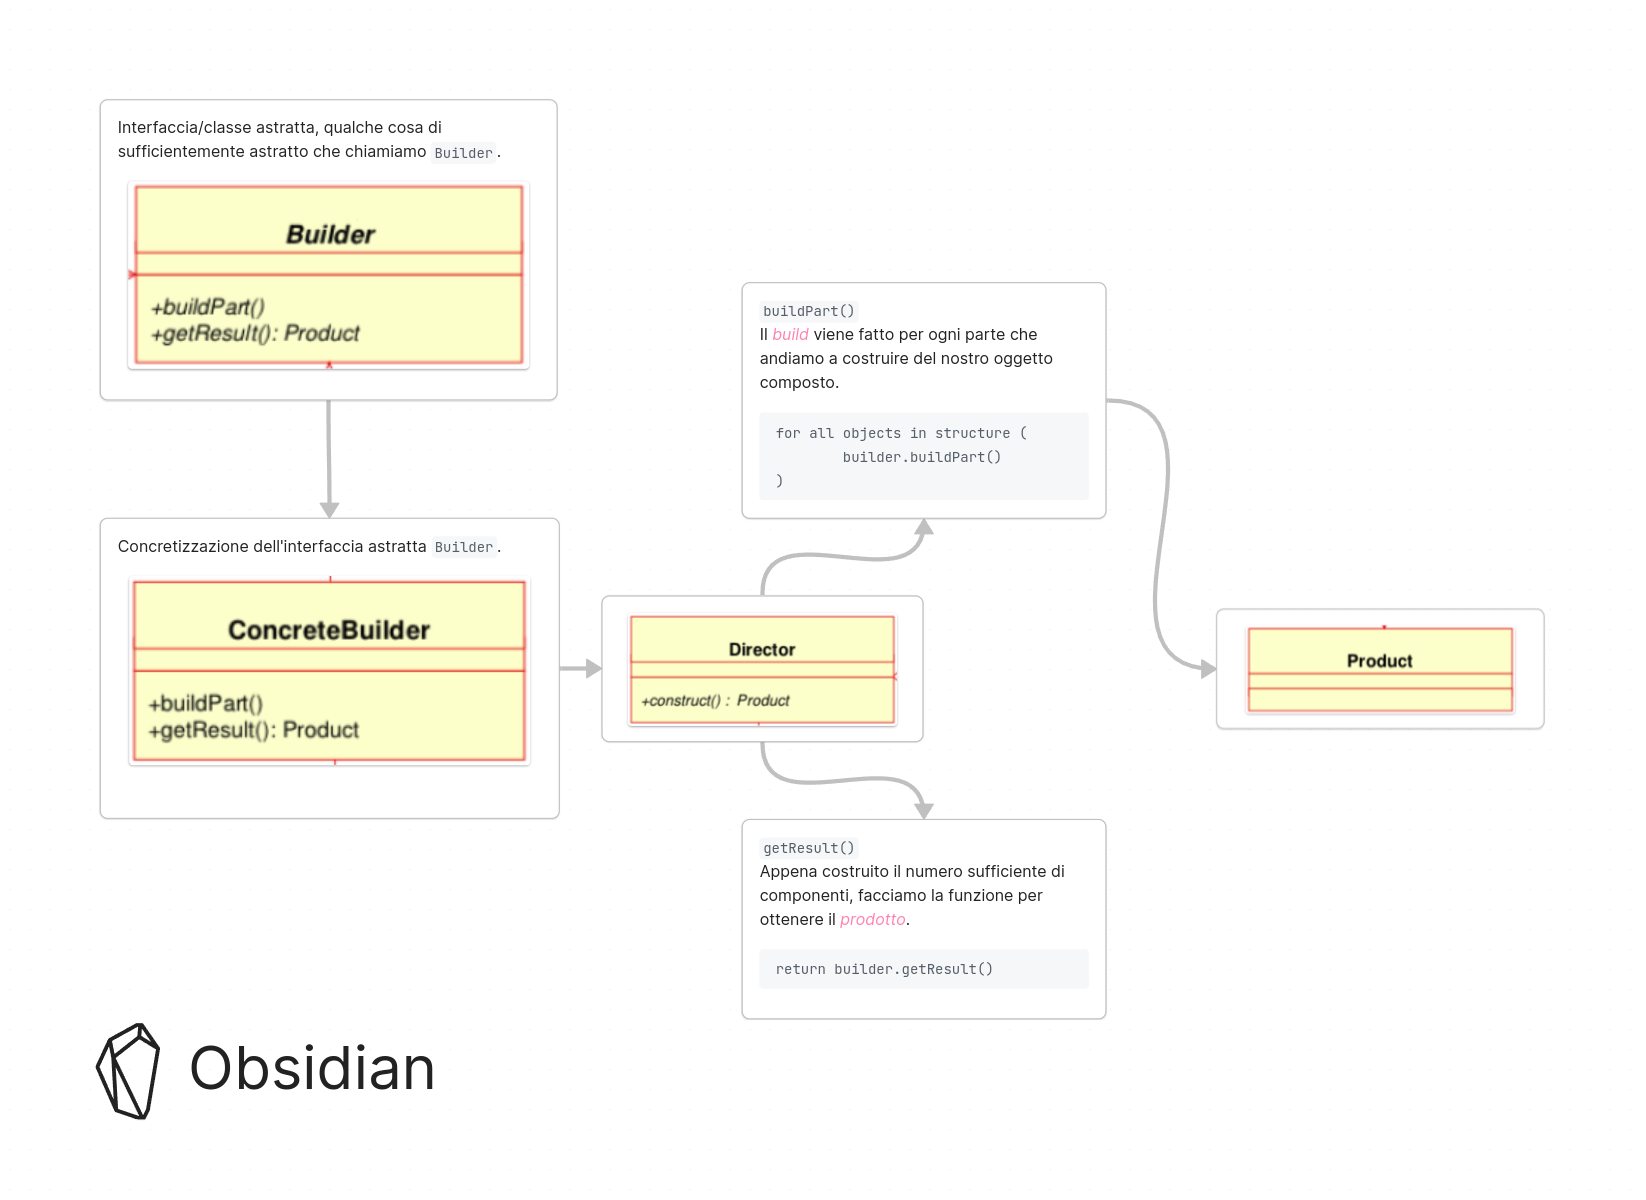 Interfaccia/classe astratta, qualche cosa di
sufficientemente astratto che chiamiamo Builder.
Builder
+buildPart()
+getResult(): Product
Concretizzazione dell'interfaccia astratta Builder.
ConcreteBuilder
+buildPart()
+getResult(): Product
Director
+construct() : Product
buildPart()
Il build viene fatto per ogni parte che
andiamo a costruire del nostro oggetto
composto.
for all objects in structure (
builder.buildPart()
)
getResult()
Appena costruito il numero sufficiente di
componenti, facciamo la funzione per
ottenere il prodotto.
return builder.getResult()
Product
Obsidian